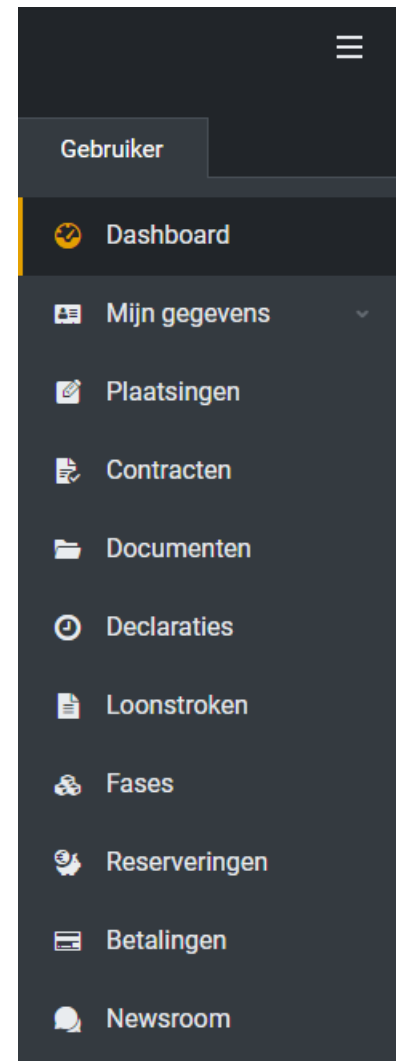 Gebruiker
Dashboard
Mijn gegevens
Plaatsingen
Contracten
Documenten
Declaraties
Loonstroken
Fases
Reserveringen
Betalingen
Newsroom